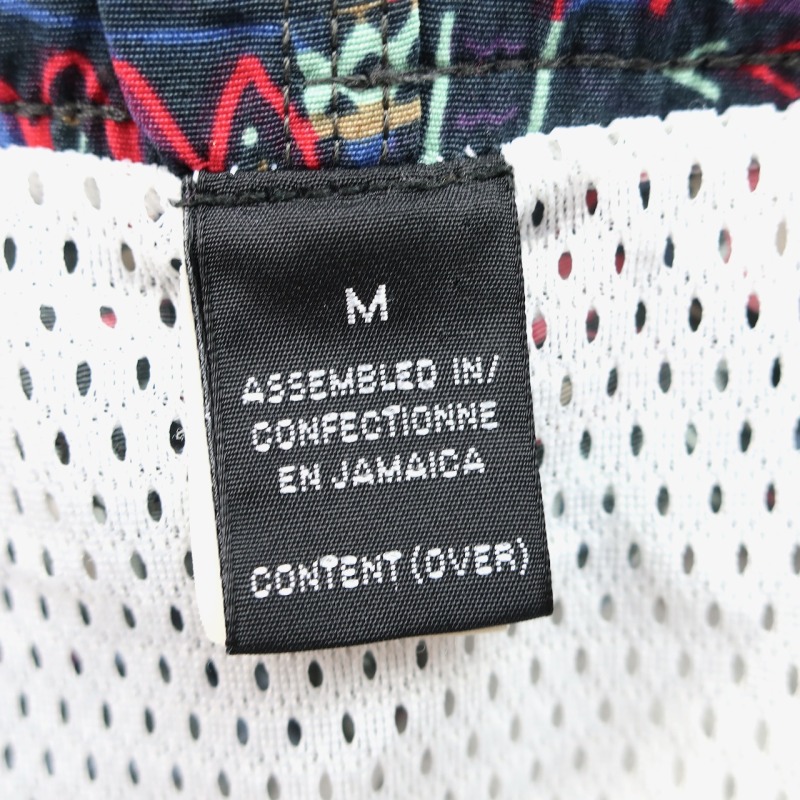 M
ASSEMBLED IN/
CONFECTIONNE
EN JAMAICA
CONTENT (OVER)